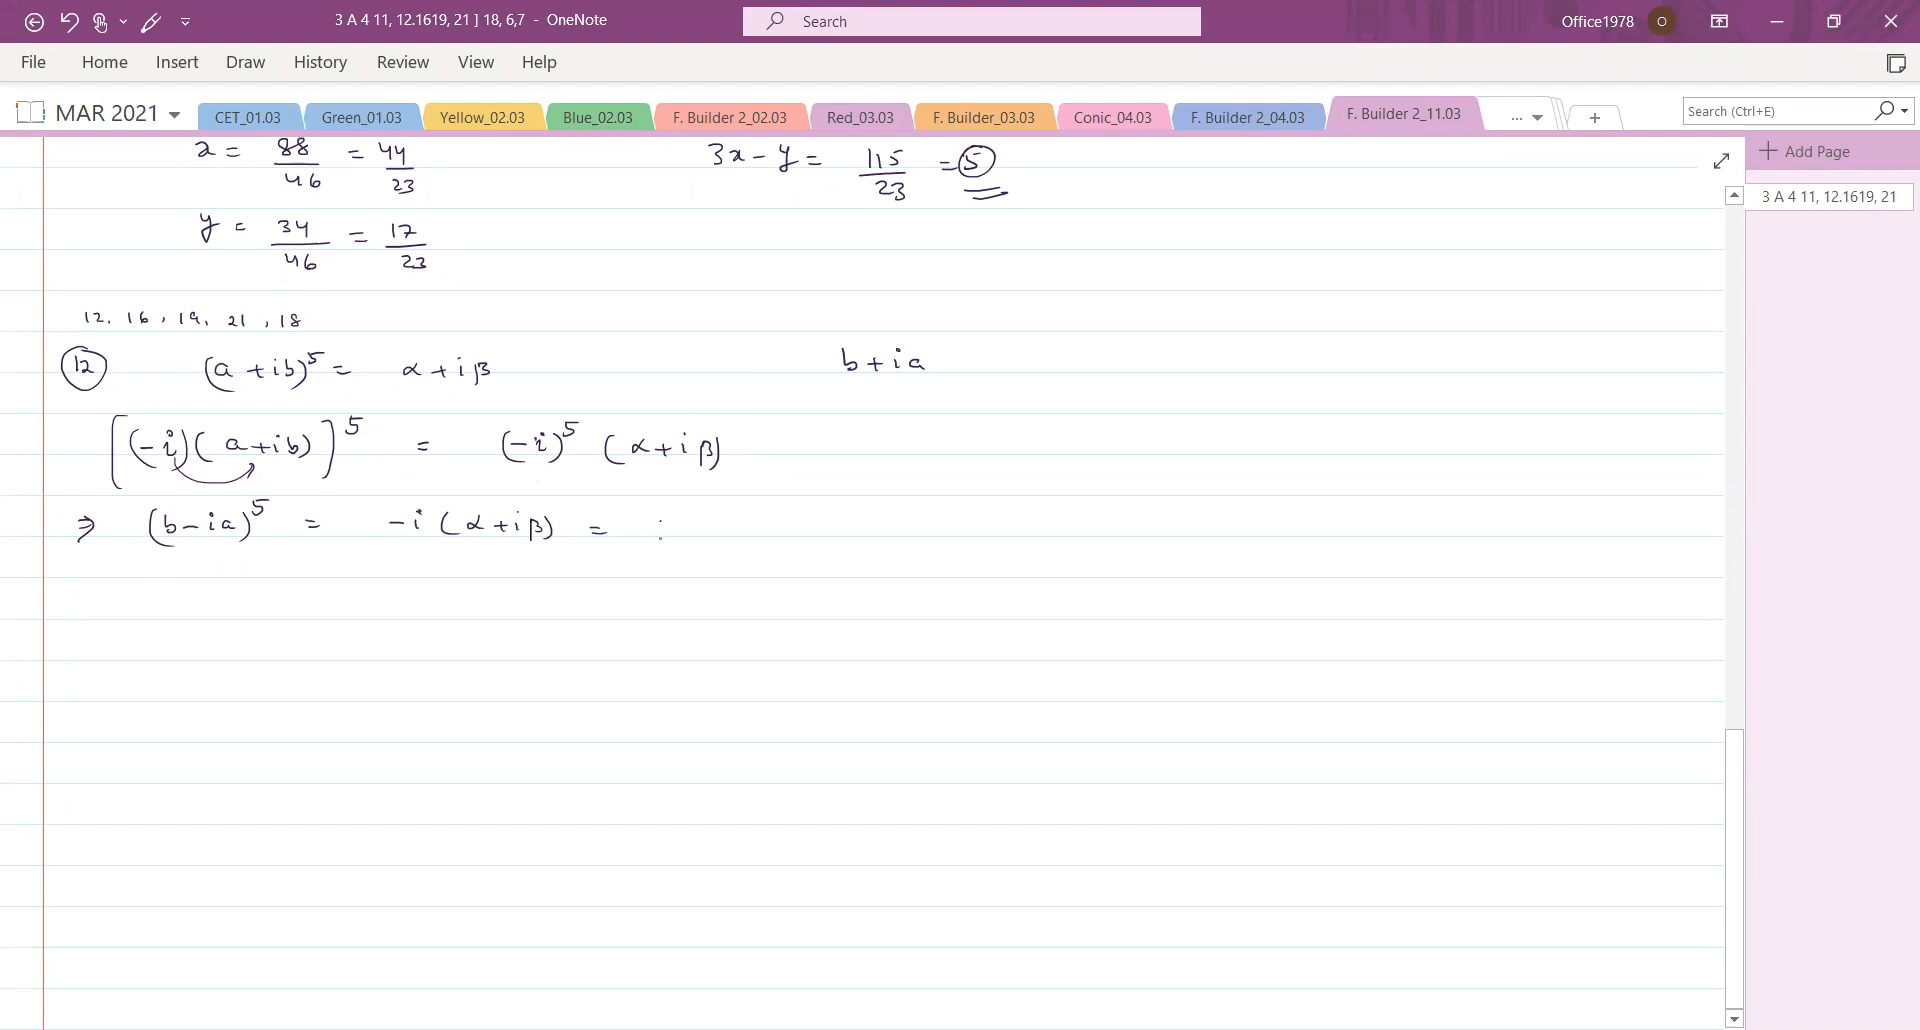 3 A 4 11, 12.1619, 21 ] 18, 6,7 - OneNote
Search
Office1978 O
File Home Insert Draw History Review View Help
MAR 2021 CET_01.03 Green_01.03 Yellow_02.03 Blue_02.03 F. Builder 2_02.03 Red_03.03 F. Builder_03.03 Conic_04.03 F. Builder 2_04.03 F. Builder 2_11.03 ... + Search (Ctrl+E)
+ Add Page
3 A 4 11, 12.1619, 21
x = 88/46 = 44/23
3x - y = 115/23 = 5
y = 34/46 = 17/23
12, 16, 19, 21, 18
12 (a + ib)^5 = α + iβ
b + ia
[(-i)(a + ib)]^5 = (-i)^5 (α + iβ)
⇒ (b - ia)^5 = -i (α + iβ) =